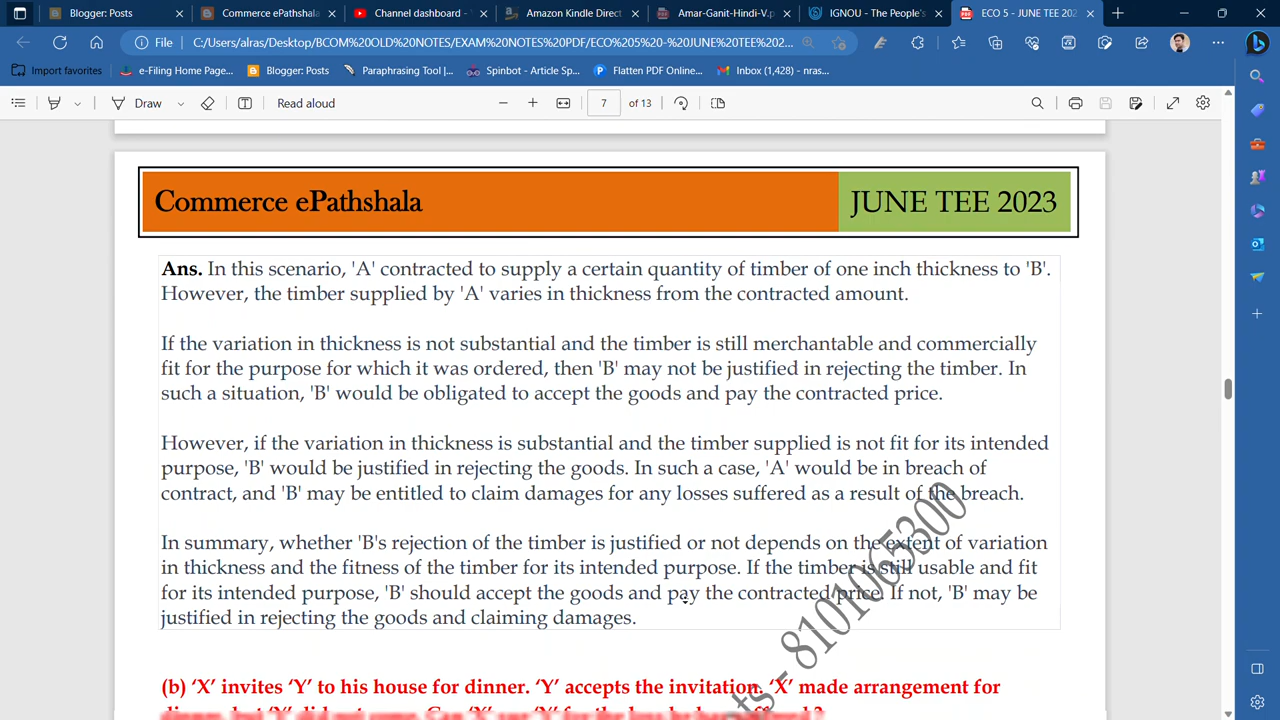 Blogger: Posts
Commerce ePathshala
Channel dashboard -
Amazon Kindle Direct
Amar-Ganit-Hindi-V.p
IGNOU - The People's
ECO 5 - JUNE TEE 202
File
C:/Users/alras/Desktop/BCOM%20OLD%20NOTES/EXAM%20NOTES%20PDF/ECO%205%20-%20JUNE%20TEE%202...
Import favorites
e-Filing Home Page...
Blogger: Posts
Paraphrasing Tool |...
Spinbot - Article Sp...
Flatten PDF Online...
Inbox (1,428) - nras...
Draw
Read aloud
7 of 13
Commerce ePathshala
JUNE TEE 2023
Ans. In this scenario, 'A' contracted to supply a certain quantity of timber of one inch thickness to 'B'.
However, the timber supplied by 'A' varies in thickness from the contracted amount.
If the variation in thickness is not substantial and the timber is still merchantable and commercially
fit for the purpose for which it was ordered, then 'B' may not be justified in rejecting the timber. In
such a situation, 'B' would be obligated to accept the goods and pay the contracted price.
However, if the variation in thickness is substantial and the timber supplied is not fit for its intended
purpose, 'B' would be justified in rejecting the goods. In such a case, 'A' would be in breach of
contract, and 'B' may be entitled to claim damages for any losses suffered as a result of the breach.
In summary, whether 'B's rejection of the timber is justified or not depends on the extent of variation
in thickness and the fitness of the timber for its intended purpose. If the timber is still usable and fit
for its intended purpose, 'B' should accept the goods and pay the contracted price. If not, 'B' may be
justified in rejecting the goods and claiming damages.
- 8101065300
(b) 'X' invites 'Y' to his house for dinner. 'Y' accepts the invitation. 'X' made arrangement for